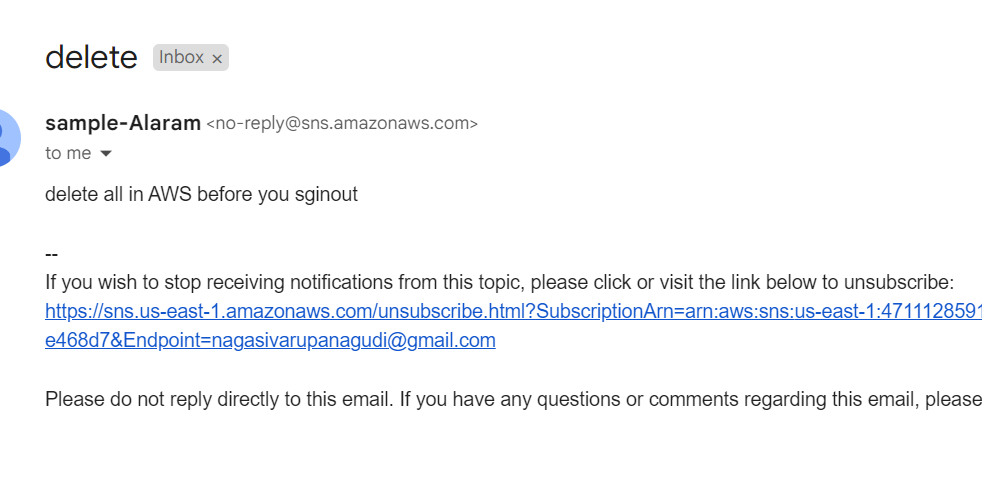 delete Inbox ×
sample-Alaram <no-reply@sns.amazonaws.com>
to me
delete all in AWS before you sginout
--
If you wish to stop receiving notifications from this topic, please click or visit the link below to unsubscribe:
https://sns.us-east-1.amazonaws.com/unsubscribe.html?SubscriptionArn=arn:aws:sns:us-east-1:4711128591
e468d7&Endpoint=nagasivarupanagudi@gmail.com
Please do not reply directly to this email. If you have any questions or comments regarding this email, please